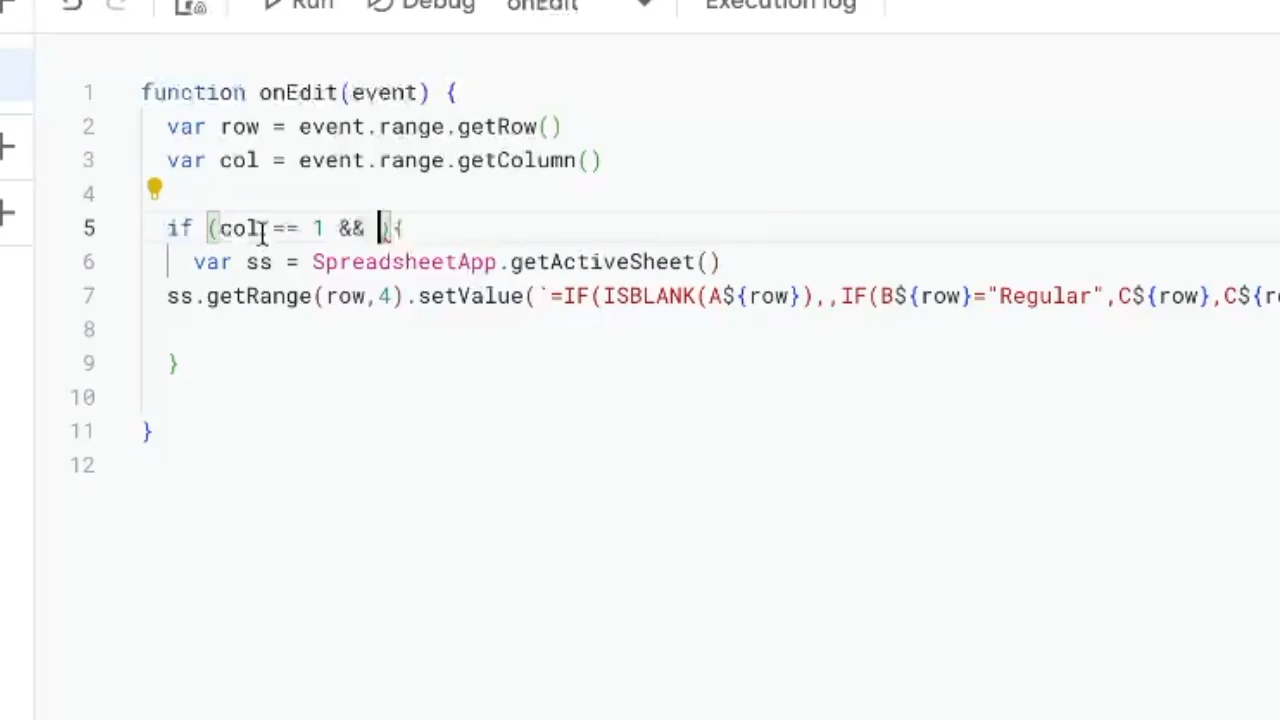 Run Debug onEdit Execution log
1 function onEdit(event) {
2 var row = event.range.getRow()
3 var col = event.range.getColumn()
4
5 if (col == 1 && ){
6 var ss = SpreadsheetApp.getActiveSheet()
7 ss.getRange(row,4).setValue(`=IF(ISBLANK(A${row}),,IF(B${row}="Regular",C${row},C${r
8
9 }
10
11 }
12